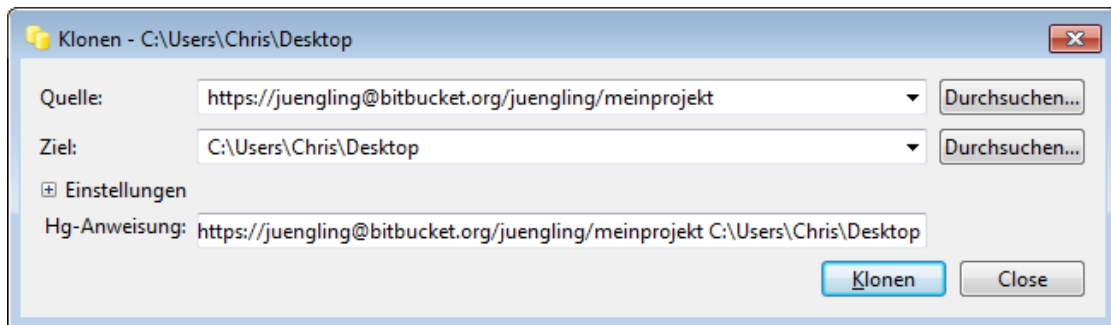 Klonen - C:\Users\Chris\Desktop
Quelle: https://juengling@bitbucket.org/juengling/meinprojekt Durchsuchen...
Ziel: C:\Users\Chris\Desktop Durchsuchen...
Einstellungen
Hg-Anweisung: https://juengling@bitbucket.org/juengling/meinprojekt C:\Users\Chris\Desktop
Klonen Close